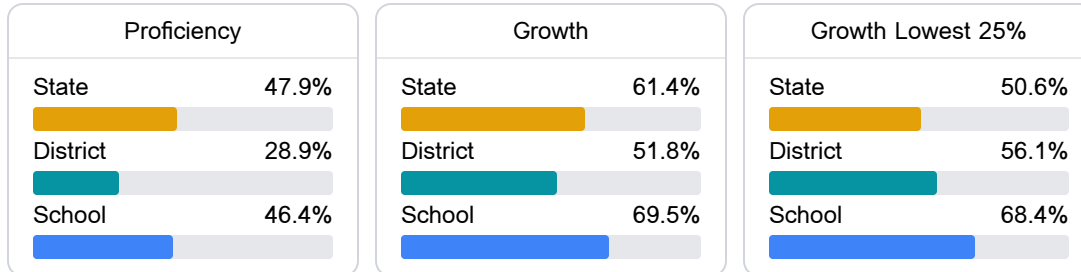 Proficiency
State 47.9%
District 28.9%
School 46.4%
Growth
State 61.4%
District 51.8%
School 69.5%
Growth Lowest 25%
State 50.6%
District 56.1%
School 68.4%